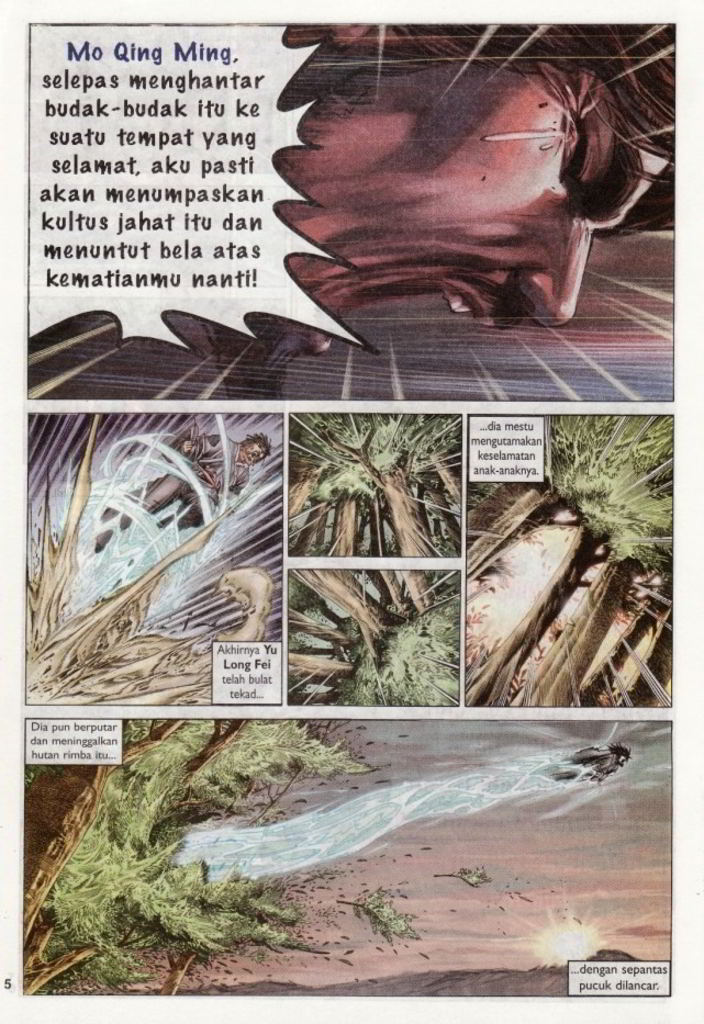 Mo Qing Ming,
selepas menghantar
budak-budak itu ke
suatu tempat yang
selamat, aku pasti
akan menumpaskan
kultus jahat itu dan
menuntut bela atas
kematianmu nanti!
Akhirnya Yu
Long Fei
telah bulat
tekad...
...dia mestu
mengutamakan
keselamatan
anak-anaknya.
Dia pun berputar
dan meninggalkan
hutan rimba itu...
...dengan sepantas
pucuk dilancar.
5